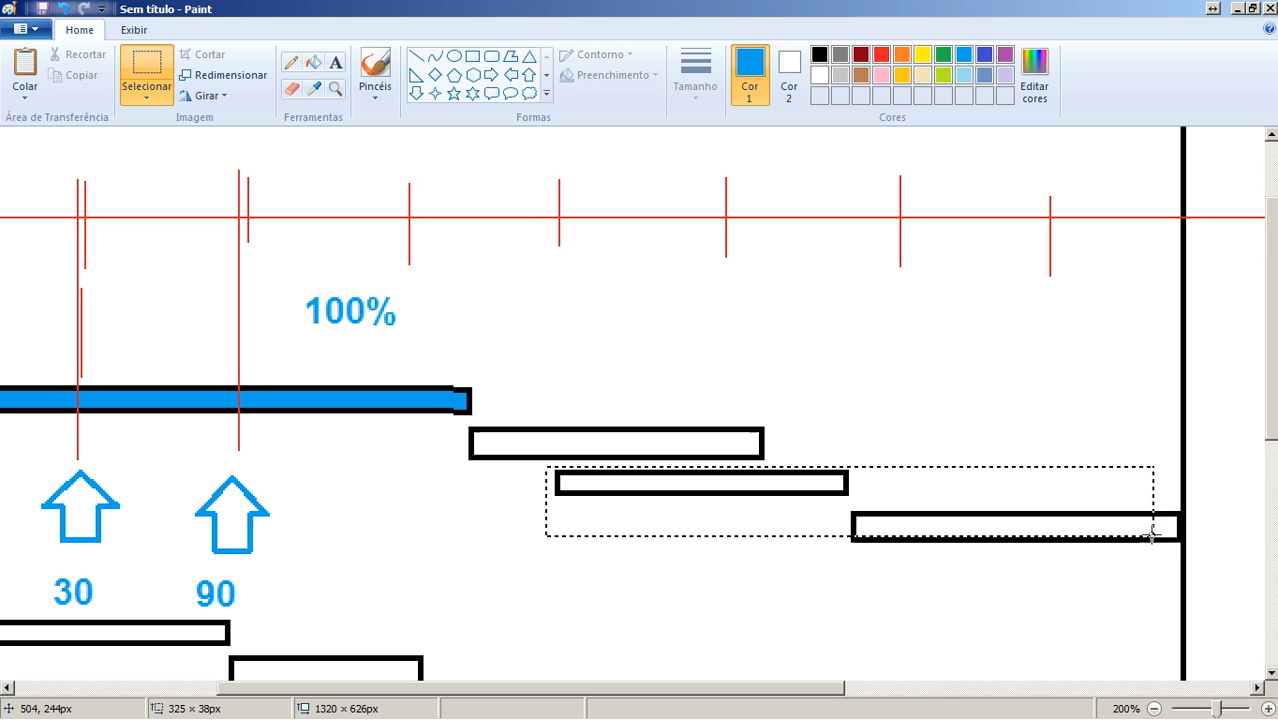 Sem título - Paint
Home Exibir
Colar
Recortar
Copiar
Área de Transferência
Selecionar
Cortar
Redimensionar
Girar
Imagem
Ferramentas
Pincéis
Formas
Contorno
Preenchimento
Tamanho
Cor 1
Cor 2
Editar cores
Cores
100%
30 90
504, 244px 325 × 38px 1320 × 626px 200%